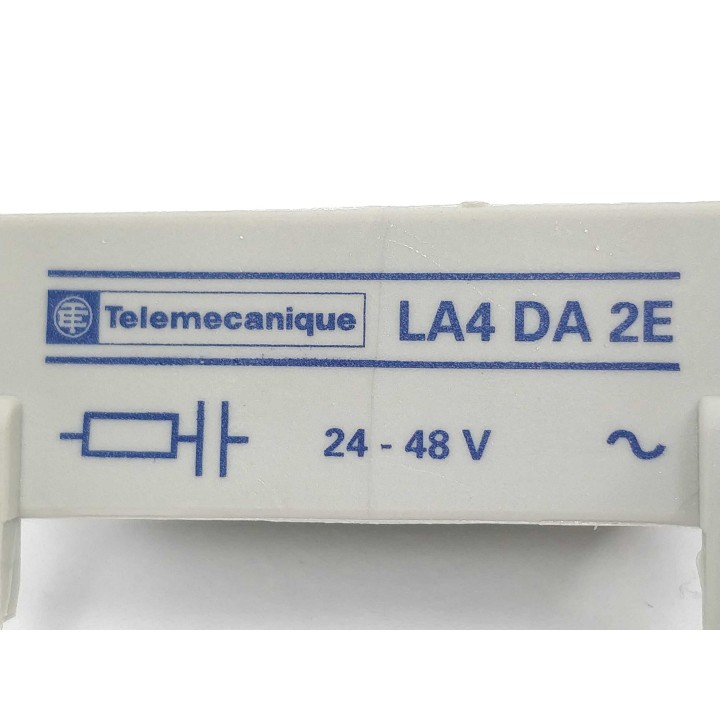 Telemecanique LA4 DA 2E
24 - 48 V ~